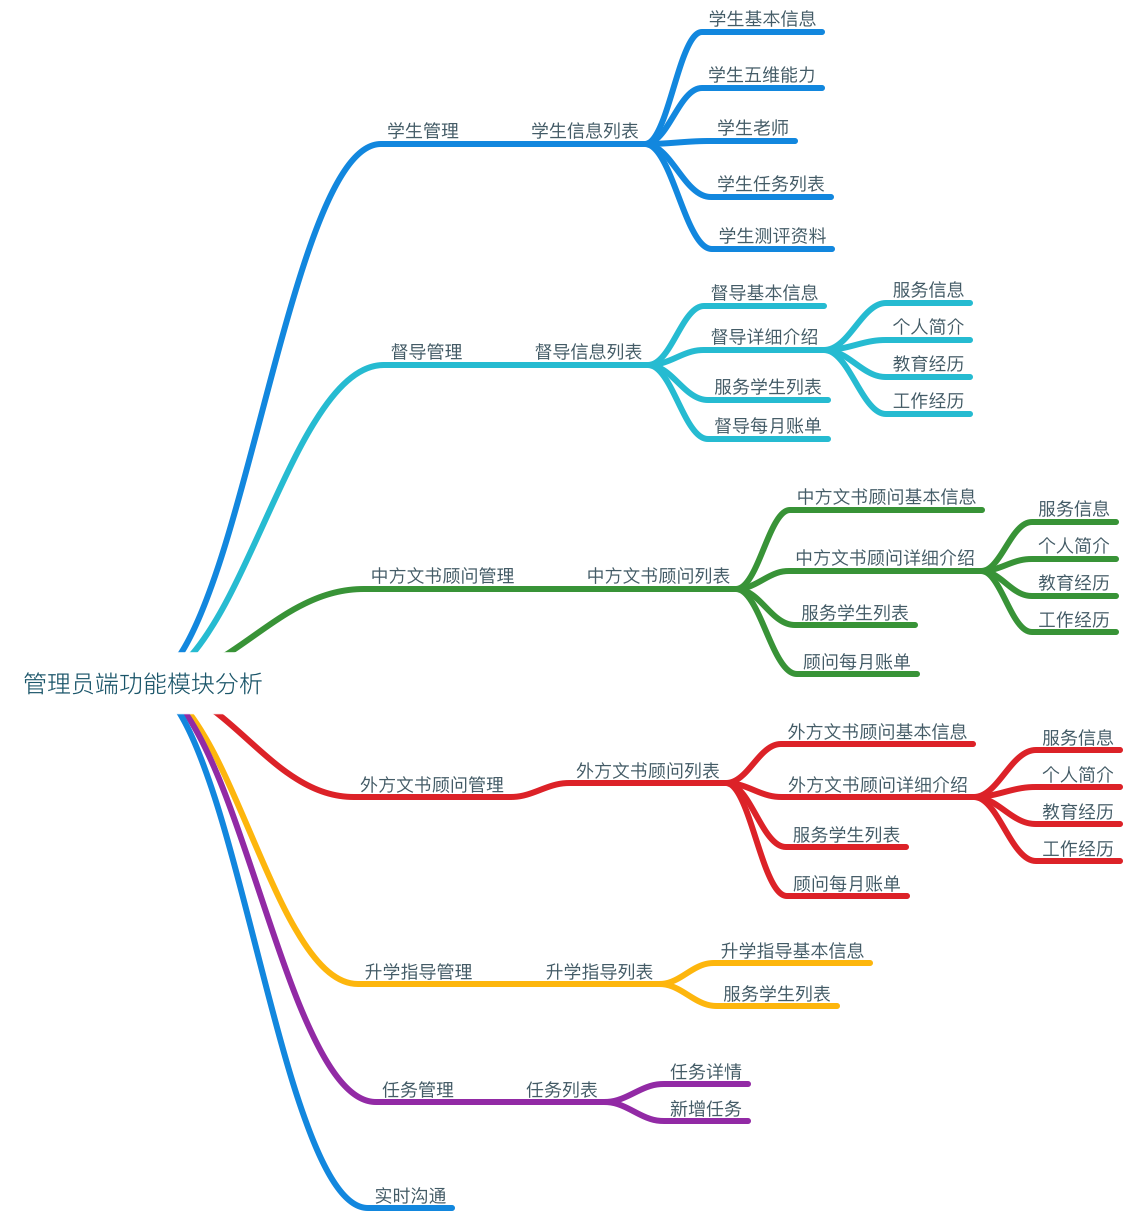 管理员端功能模块分析
学生管理
学生信息列表
学生基本信息
学生五维能力
学生老师
学生任务列表
学生测评资料
督导管理
督导信息列表
督导基本信息
督导详细介绍
服务信息
个人简介
教育经历
工作经历
服务学生列表
督导每月账单
中方文书顾问管理
中方文书顾问列表
中方文书顾问基本信息
中方文书顾问详细介绍
服务信息
个人简介
教育经历
工作经历
服务学生列表
顾问每月账单
外方文书顾问管理
外方文书顾问列表
外方文书顾问基本信息
外方文书顾问详细介绍
服务信息
个人简介
教育经历
工作经历
服务学生列表
顾问每月账单
升学指导管理
升学指导列表
升学指导基本信息
服务学生列表
任务管理
任务列表
任务详情
新增任务
实时沟通